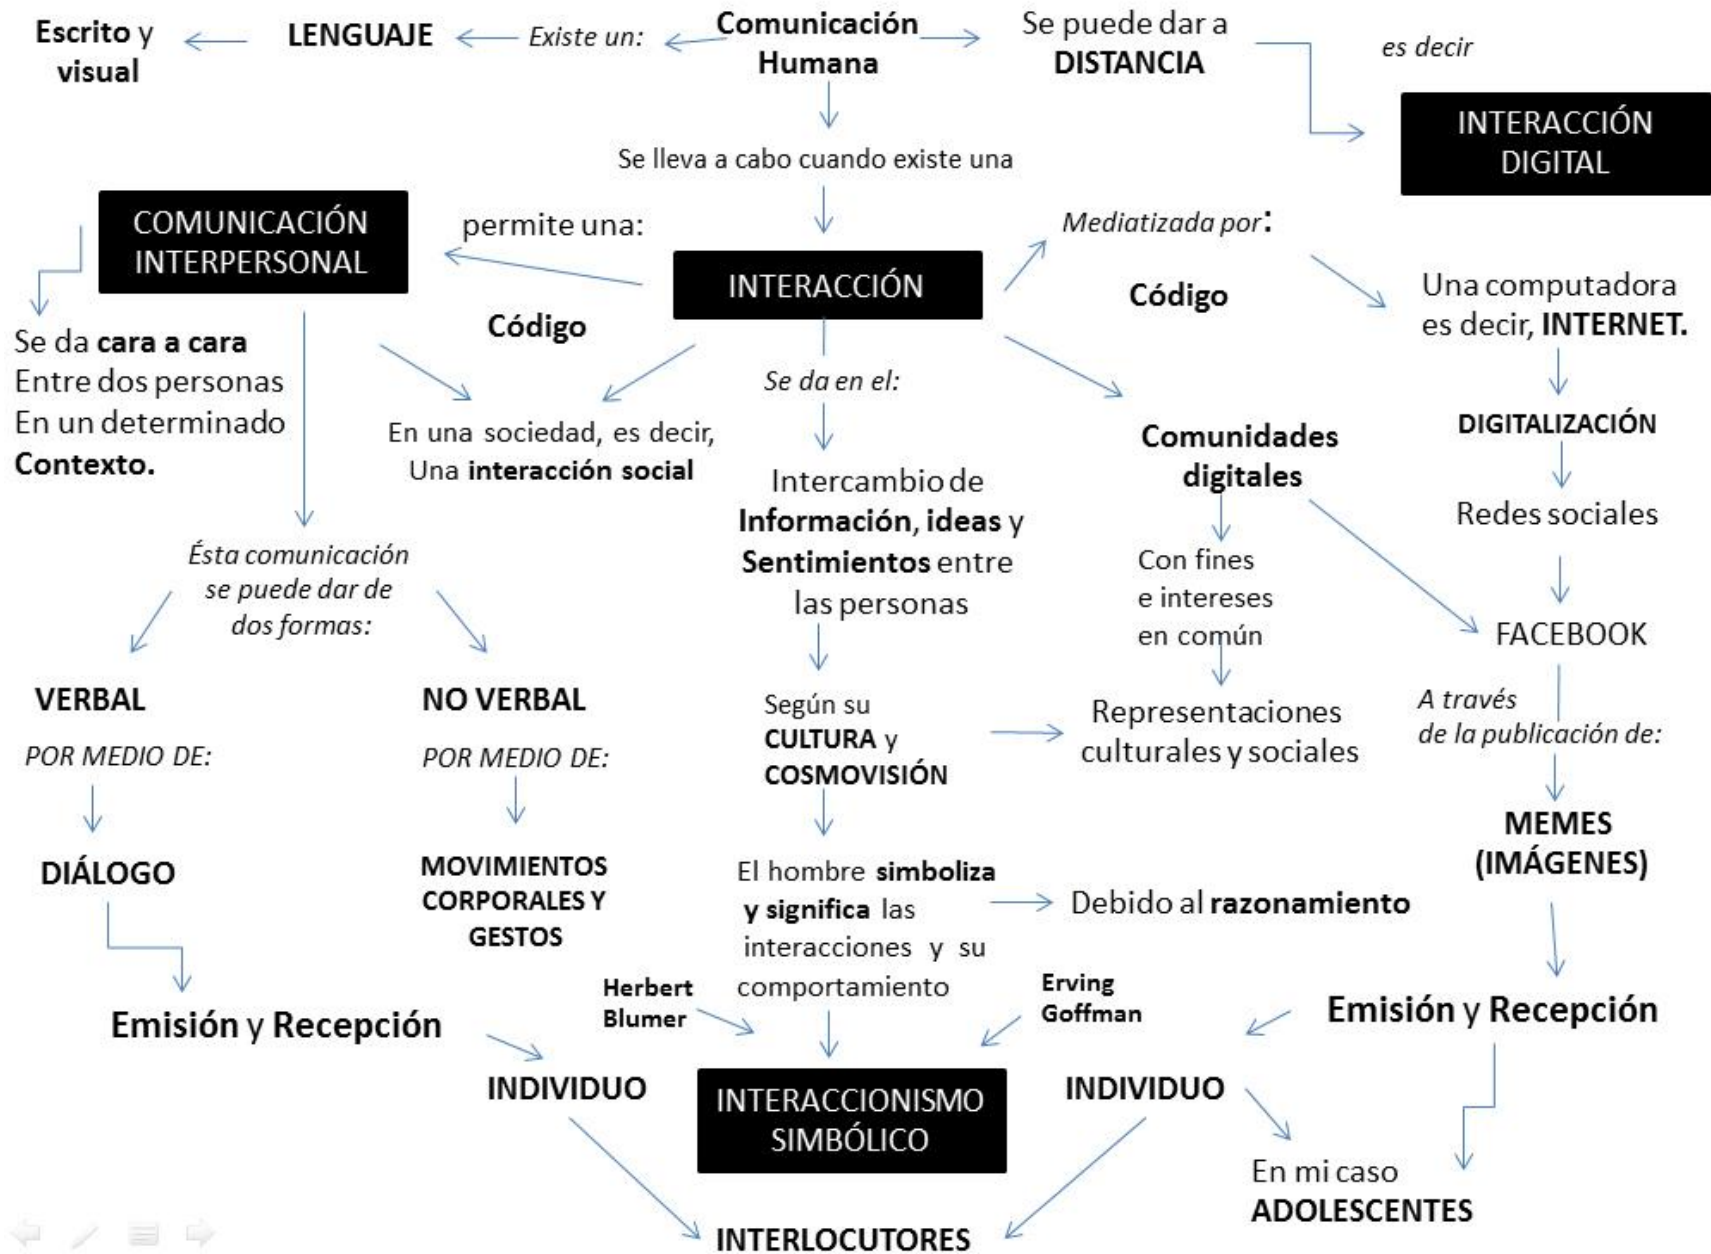 Escrito y
visual
LENGUAJE
Existe un:
Comunicación
Humana
Se puede dar a
DISTANCIA
es decir
INTERACCIÓN
DIGITAL
Se lleva a cabo cuando existe una
COMUNICACIÓN
INTERPERSONAL
permite una:
INTERACCIÓN
Mediatizada por:
Código
Código
Una computadora
es decir, INTERNET.
Se da cara a cara
Entre dos personas
En un determinado
Contexto.
En una sociedad, es decir,
Una interacción social
Se da en el:
Comunidades
digitales
DIGITALIZACIÓN
Intercambio de
Información, ideas y
Sentimientos entre
las personas
Redes sociales
Ésta comunicación
se puede dar de
dos formas:
Con fines
e intereses
en común
FACEBOOK
VERBAL
NO VERBAL
Según su
CULTURA y
COSMOVISIÓN
Representaciones
culturales y sociales
A través
de la publicación de:
POR MEDIO DE:
POR MEDIO DE:
MEMES
(IMÁGENES)
DIÁLOGO
MOVIMIENTOS
CORPORALES Y
GESTOS
El hombre simboliza
y significa las
interacciones y su
comportamiento
Debido al razonamiento
Herbert
Blumer
Erving
Goffman
Emisión y Recepción
Emisión y Recepción
INDIVIDUO
INTERACCIONISMO
SIMBÓLICO
INDIVIDUO
En mi caso
ADOLESCENTES
INTERLOCUTORES